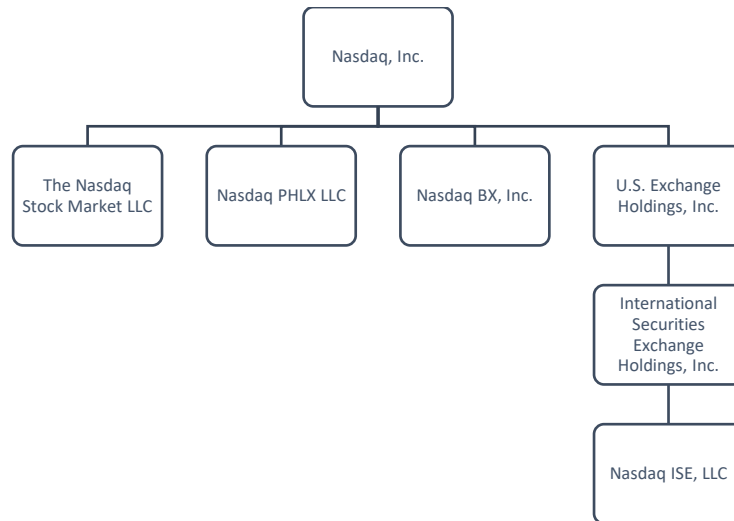 Nasdaq, Inc.
The Nasdaq
Stock Market LLC
Nasdaq PHLX LLC
Nasdaq BX, Inc.
U.S. Exchange
Holdings, Inc.
International
Securities
Exchange
Holdings, Inc.
Nasdaq ISE, LLC